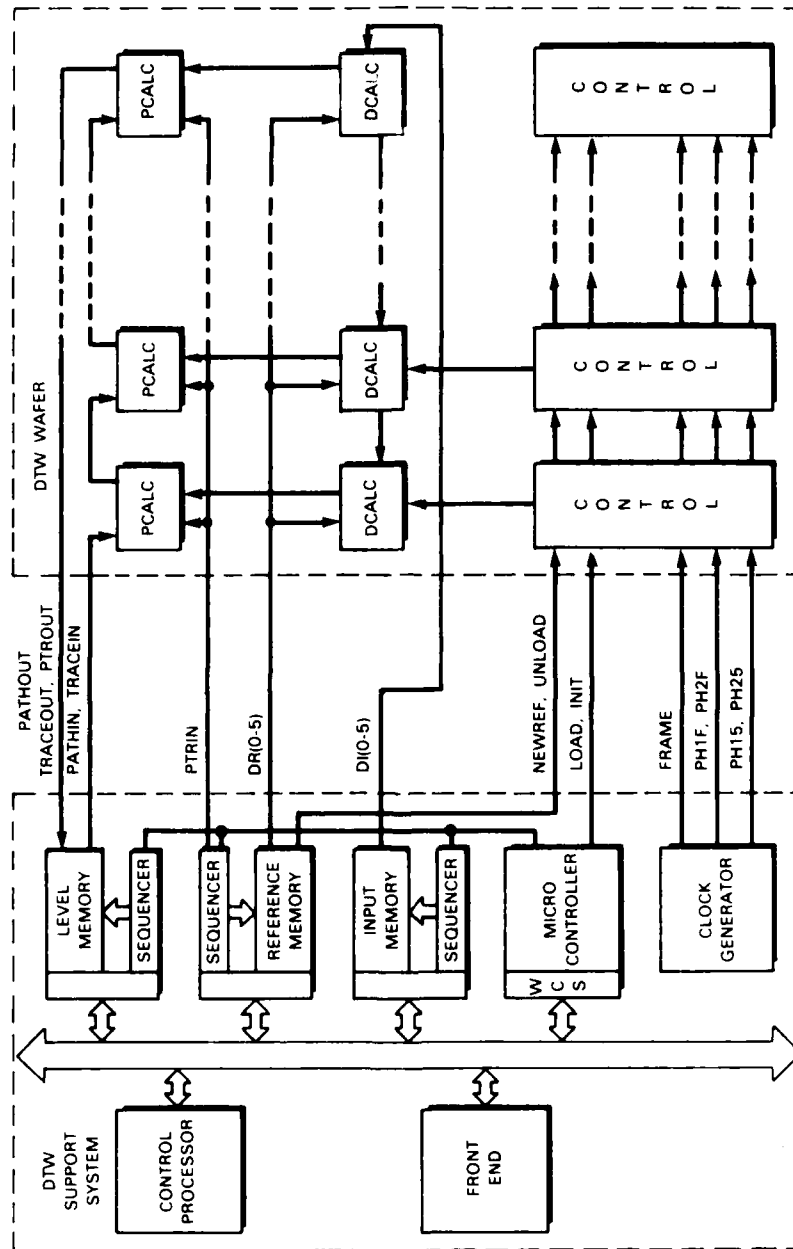 DTW
SUPPORT
SYSTEM
CONTROL
PROCESSOR
FRONT
END
LEVEL
MEMORY
SEQUENCER
SEQUENCER
REFERENCE
MEMORY
INPUT
MEMORY
SEQUENCER
WCS
MICRO
CONTROLLER
CLOCK
GENERATOR
PATHOUT
TRACEOUT, PTROUT
PATHIN, TRACEIN
PTRIN
DR(0-5)
DI(0-5)
NEWREF, UNLOAD
LOAD, INIT
FRAME
PH1F, PH2F
PH15, PH25
DTW WAFER
PCALC
PCALC
PCALC
DCALC
DCALC
DCALC
CONTROL
CONTROL
CONTROL